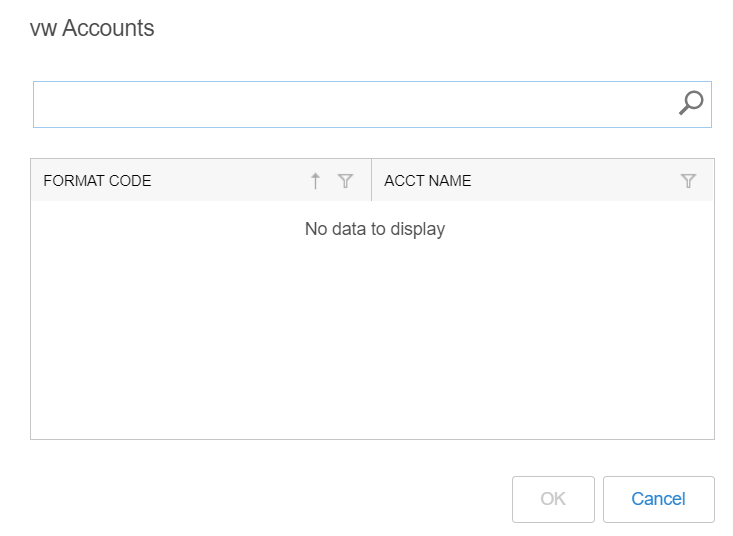 vw Accounts
FORMAT CODE
ACCT NAME
No data to display
OK
Cancel